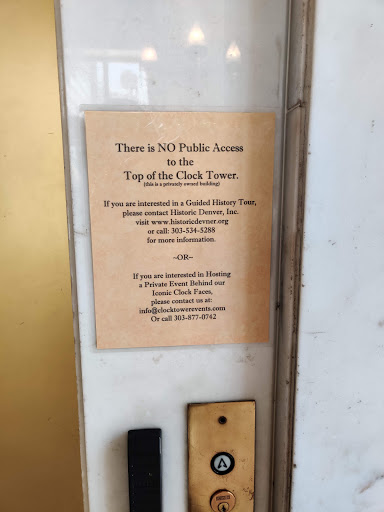 There is NO Public Access
to the
Top of the Clock Tower.
(this is a privately owned building)
If you are interested in a Guided History Tour,
please contact Historic Denver, Inc.
visit www.historicdevner.org
or call: 303-534-5288
for more information.
~OR~
If you are interested in Hosting
a Private Event Behind our
Iconic Clock Faces,
please contact us at:
info@clocktowerevents.com
Or call 303-877-0742